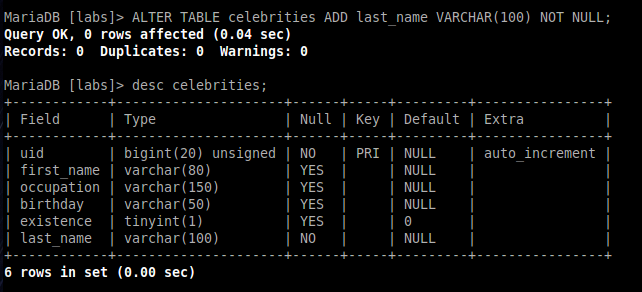 MariaDB [labs]> ALTER TABLE celebrities ADD last_name VARCHAR(100) NOT NULL;
Query OK, 0 rows affected (0.04 sec)
Records: 0  Duplicates: 0  Warnings: 0

MariaDB [labs]> desc celebrities;
+------------+---------------------+------+-----+---------+----------------+
| Field      | Type                | Null | Key | Default | Extra          |
+------------+---------------------+------+-----+---------+----------------+
| uid        | bigint(20) unsigned | NO   | PRI | NULL    | auto_increment |
| first_name | varchar(80)         | YES  |     | NULL    |                |
| occupation | varchar(150)        | YES  |     | NULL    |                |
| birthday   | varchar(50)         | YES  |     | NULL    |                |
| existence  | tinyint(1)          | YES  |     | 0       |                |
| last_name  | varchar(100)        | NO   |     | NULL    |                |
+------------+---------------------+------+-----+---------+----------------+
6 rows in set (0.00 sec)